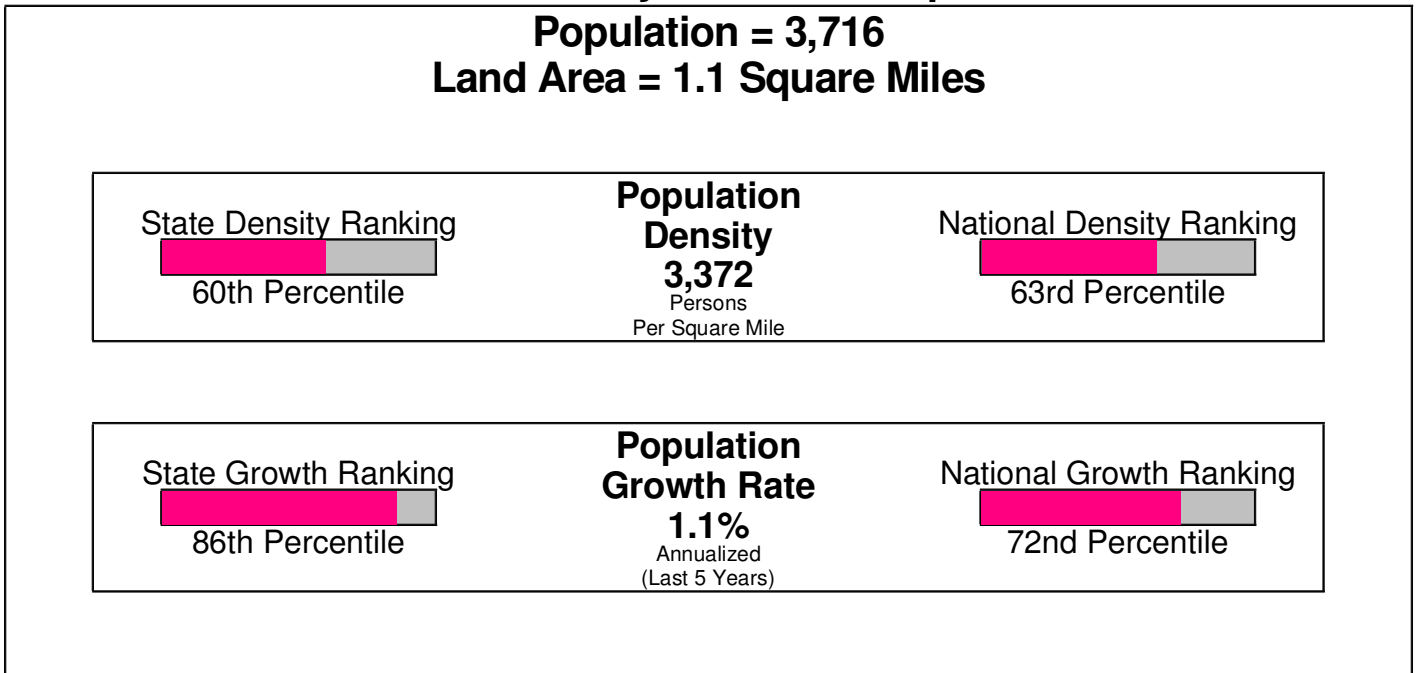 Population = 3,716
Land Area = 1.1 Square Miles
State Density Ranking
60th Percentile
Population
Density
3,372
Persons
Per Square Mile
National Density Ranking
63rd Percentile
State Growth Ranking
86th Percentile
Population
Growth Rate
1.1%
Annualized
(Last 5 Years)
National Growth Ranking
72nd Percentile